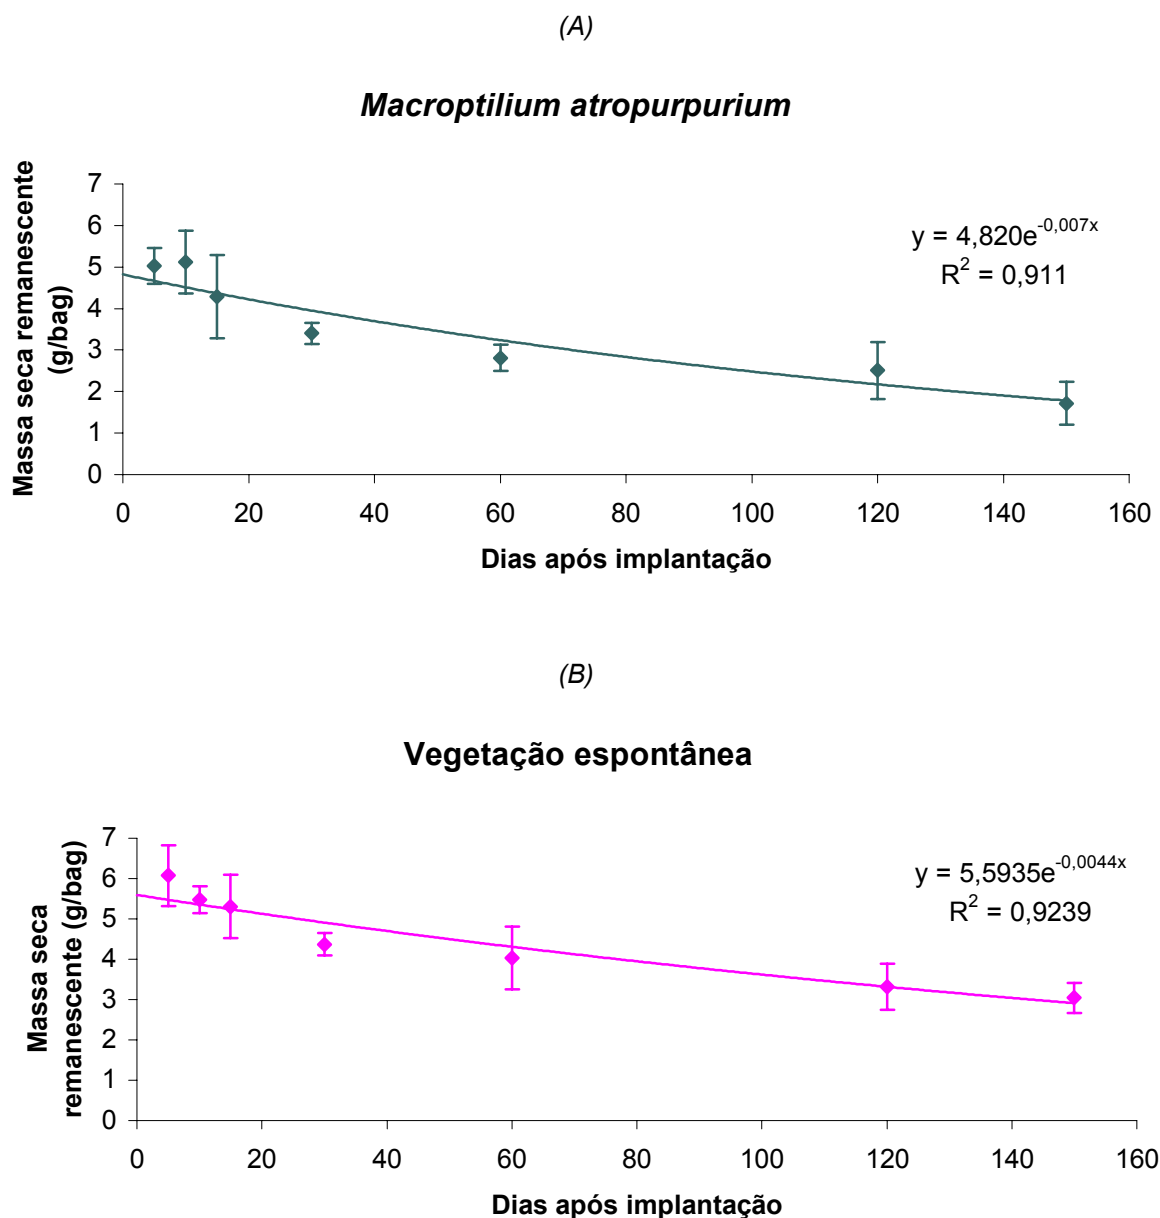 (A)
Macroptilium atropurpurium
Massa seca remanescente
(g/bag)
7
6
5
4
3
2
1
0
y = 4,820e^-0,007x
R^2 = 0,911
0 20 40 60 80 100 120 140 160
Dias após implantação
(B)
Vegetação espontânea
Massa seca
remanescente (g/bag)
7
6
5
4
3
2
1
0
y = 5,5935e^-0,0044x
R^2 = 0,9239
0 20 40 60 80 100 120 140 160
Dias após implantação